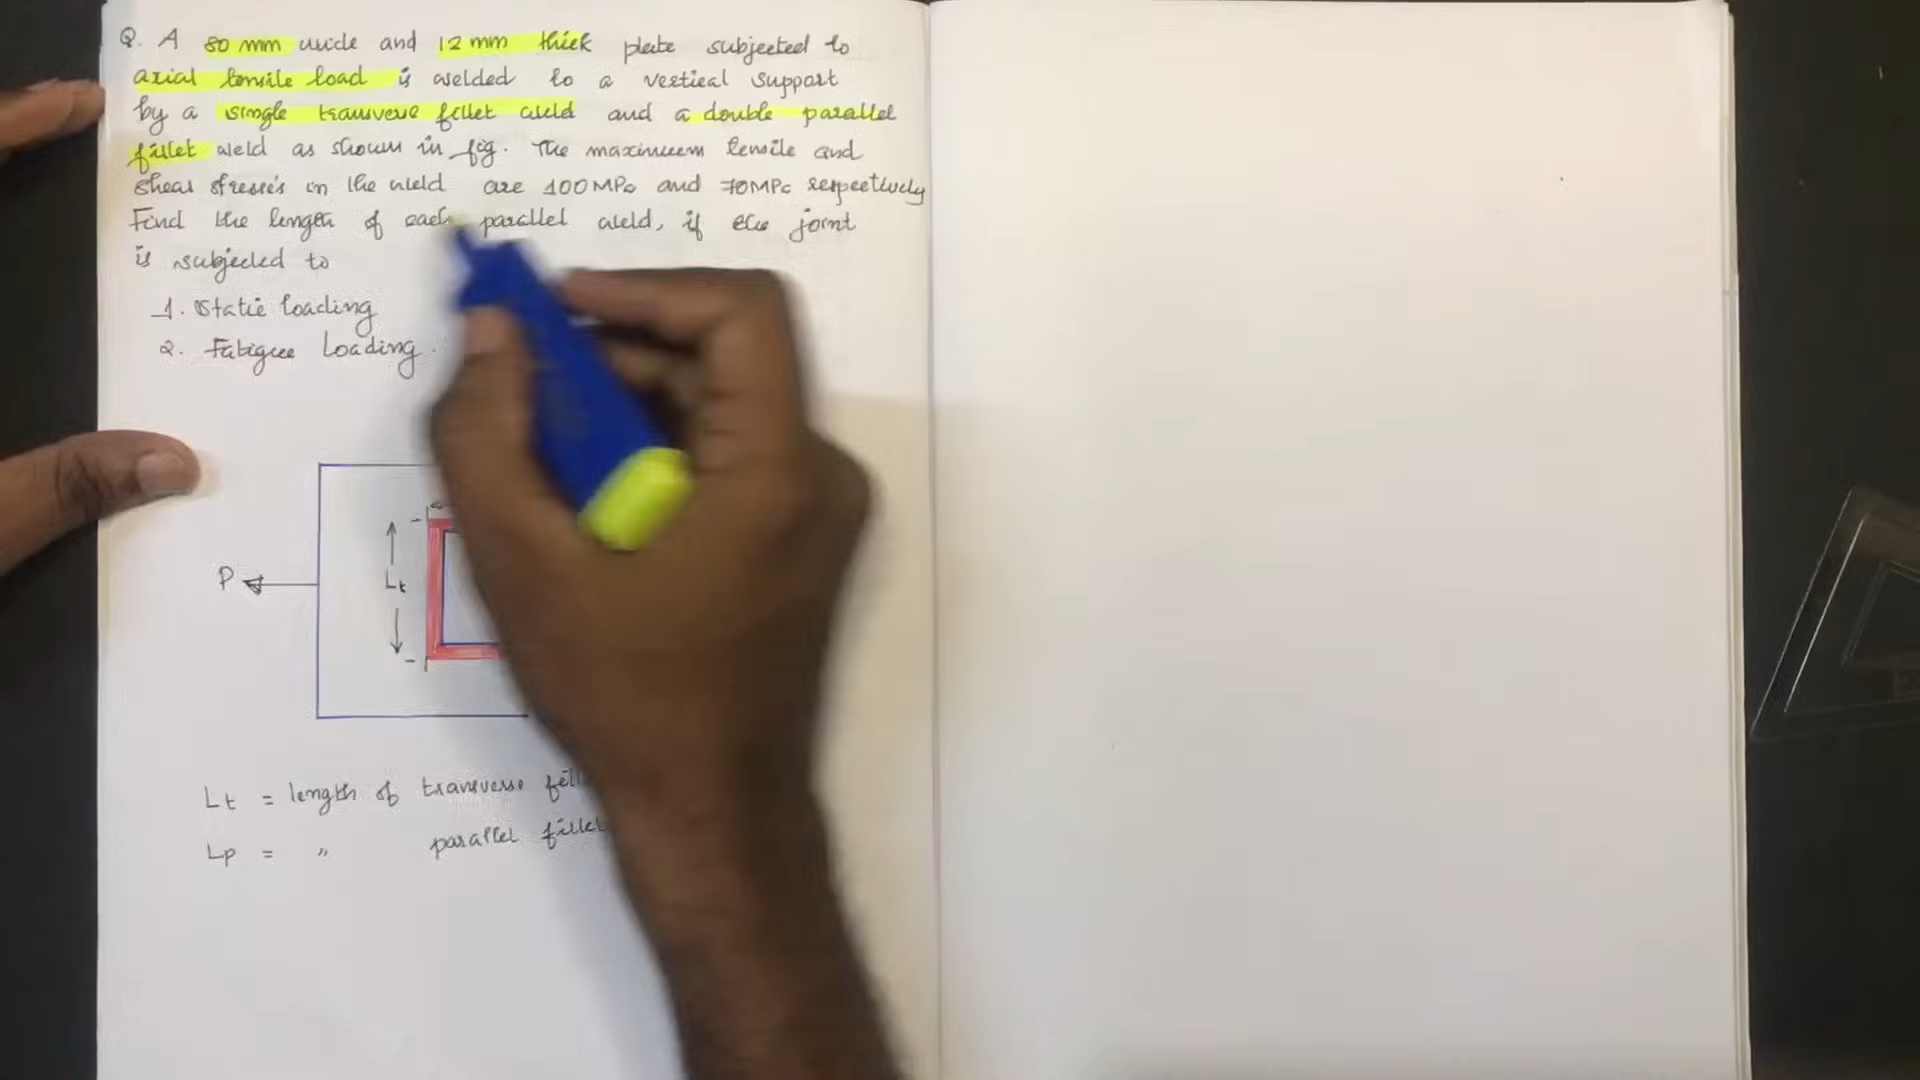 Q. A 80 mm wide and 12 mm thick plate subjected to
axial tensile load is welded to a vertical support
by a single transverse fillet weld and a double parallel
fillet weld as shown in fig. The maximum tensile and
shear stresses in the weld are 100 MPa and 70 MPa respectively
Find the length of each parallel weld, if the joint
is subjected to
1. Static loading
2. Fatigue Loading.
P
Lt
Lt = length of transverse
Lp = " parallel fillet